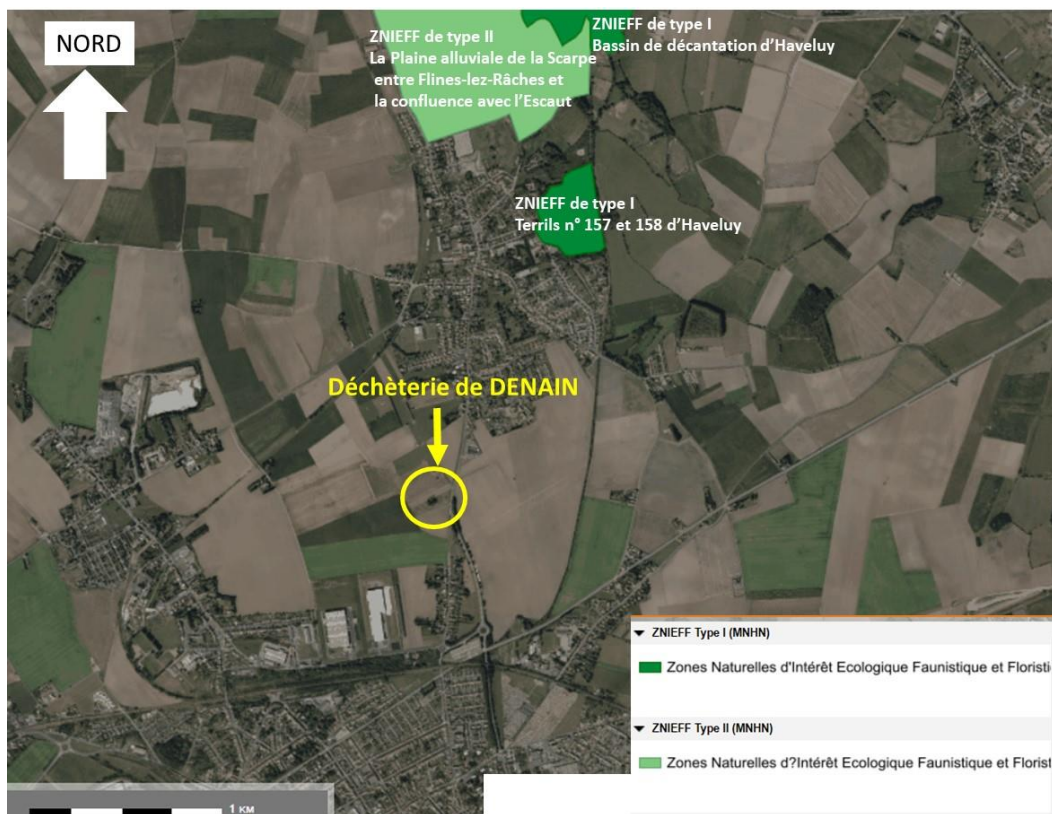 NORD
ZNIEFF de type II
La Plaine alluviale de la Scarpe
entre Flines-lez-Râches et
la confluence avec l'Escaut
ZNIEFF de type I
Bassin de décantation d'Haveluy
ZNIEFF de type I
Terrils n° 157 et 158 d'Haveluy
Déchèterie de DENAIN
ZNIEFF Type I (MNHN)
Zones Naturelles d'Intérêt Ecologique Faunistique et Floristi
ZNIEFF Type II (MNHN)
Zones Naturelles d?Intérêt Ecologique Faunistique et Florist
1 KM